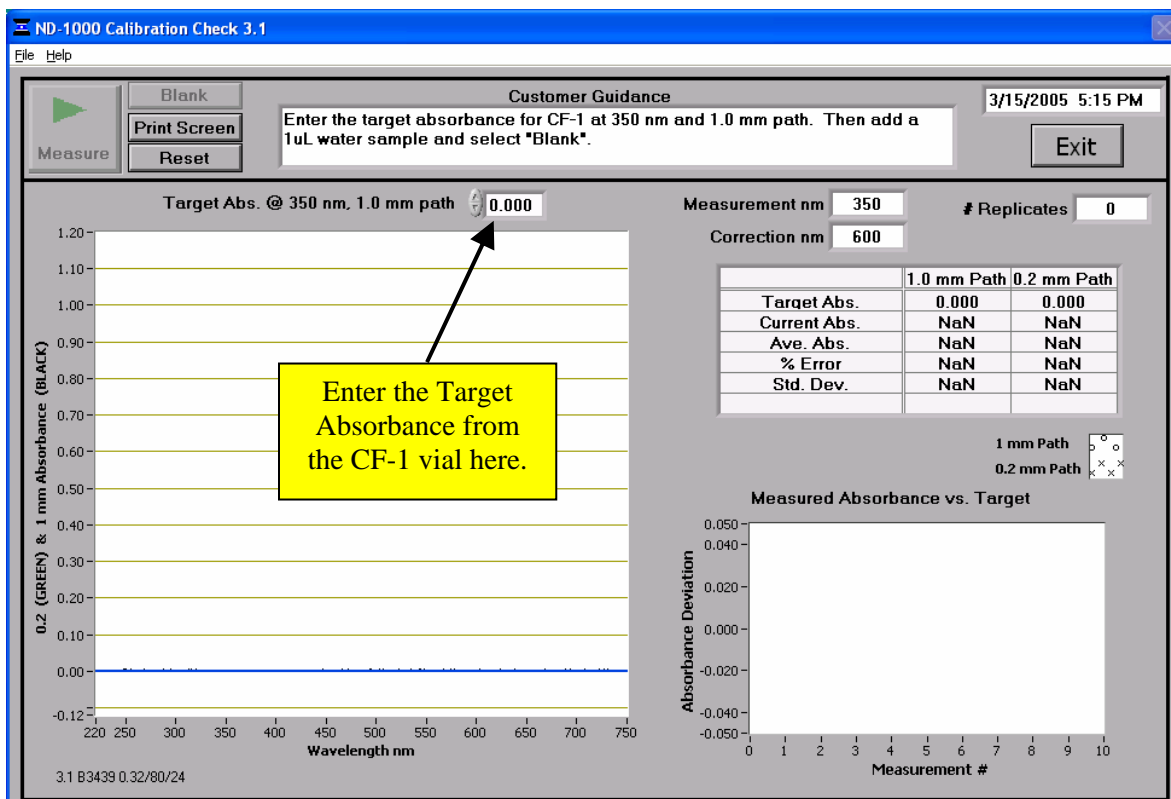 ND-1000 Calibration Check 3.1
File Help
Measure
Blank
Print Screen
Reset
Customer Guidance
Enter the target absorbance for CF-1 at 350 nm and 1.0 mm path. Then add a
1uL water sample and select "Blank".
3/15/2005 5:15 PM
Exit
Target Abs. @ 350 nm, 1.0 mm path 0.000
Measurement nm 350
# Replicates 0
Correction nm 600
1.0 mm Path 0.2 mm Path
Target Abs. 0.000 0.000
Current Abs. NaN NaN
Ave. Abs. NaN NaN
% Error NaN NaN
Std. Dev. NaN NaN
0.2 (GREEN) & 1 mm Absorbance (BLACK)
1.20
1.10
1.00
0.90
0.80
0.70
0.60
0.50
0.40
0.30
0.20
0.10
0.00
-0.12
220 250 300 350 400 450 500 550 600 650 700 750
Wavelength nm
Enter the Target
Absorbance from
the CF-1 vial here.
1 mm Path
0.2 mm Path
Measured Absorbance vs. Target
Absorbance Deviation
0.050
0.040
0.020
0.000
-0.020
-0.040
-0.050
0 1 2 3 4 5 6 7 8 9 10
Measurement #
3.1 B3439 0.32/80/24